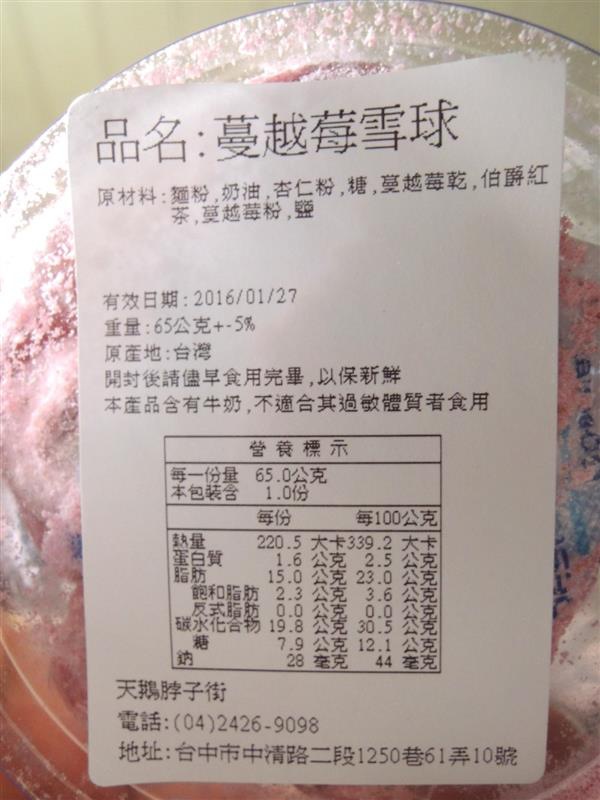 品名:蔓越莓雪球
原材料:麵粉,奶油,杏仁粉,糖,蔓越莓乾,伯爵紅
茶,蔓越莓粉,鹽
有效日期:2016/01/27
重量:65公克+-5%
原產地:台灣
開封後請儘早食用完畢,以保新鮮
本產品含有牛奶,不適合其過敏體質者食用
營養標示
每一份量 65.0公克
本包裝含 1.0份
每份 每100公克
熱量 220.5 大卡 339.2 大卡
蛋白質 1.6 公克 2.5 公克
脂肪 15.0 公克 23.0 公克
飽和脂肪 2.3 公克 3.6 公克
反式脂肪 0.0 公克 0.0 公克
碳水化合物 19.8 公克 30.5 公克
糖 7.9 公克 12.1 公克
鈉 28 毫克 44 毫克
天鵝脖子街
電話:(04)2426-9098
地址:台中市中清路二段1250巷61弄10號